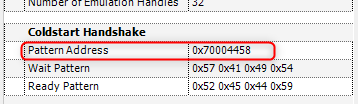 Number of Emulation Handles 32
Coldstart Handshake
Pattern Address 0x70004458
Wait Pattern 0x57 0x41 0x49 0x54
Ready Pattern 0x52 0x45 0x44 0x59